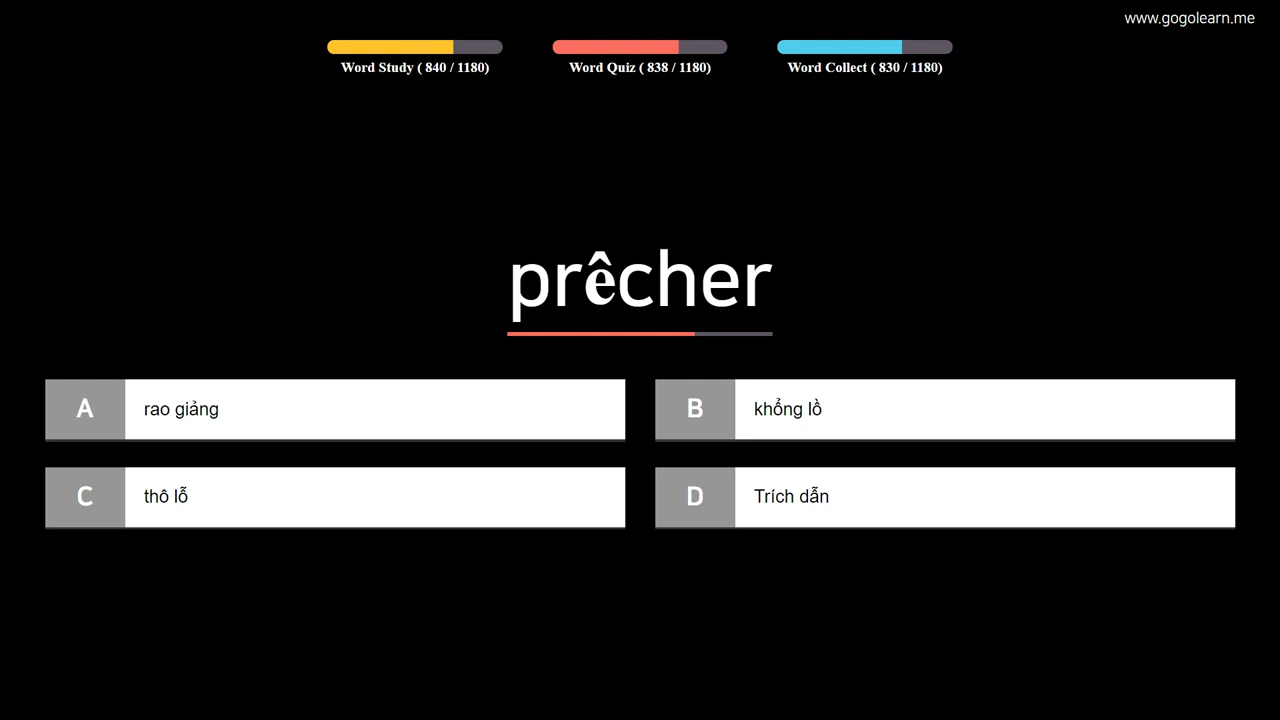 www.gogolearn.me
Word Study ( 840 / 1180)
Word Quiz ( 838 / 1180)
Word Collect ( 830 / 1180)
prêcher
A rao giảng
B khổng lồ
C thô lỗ
D Trích dẫn